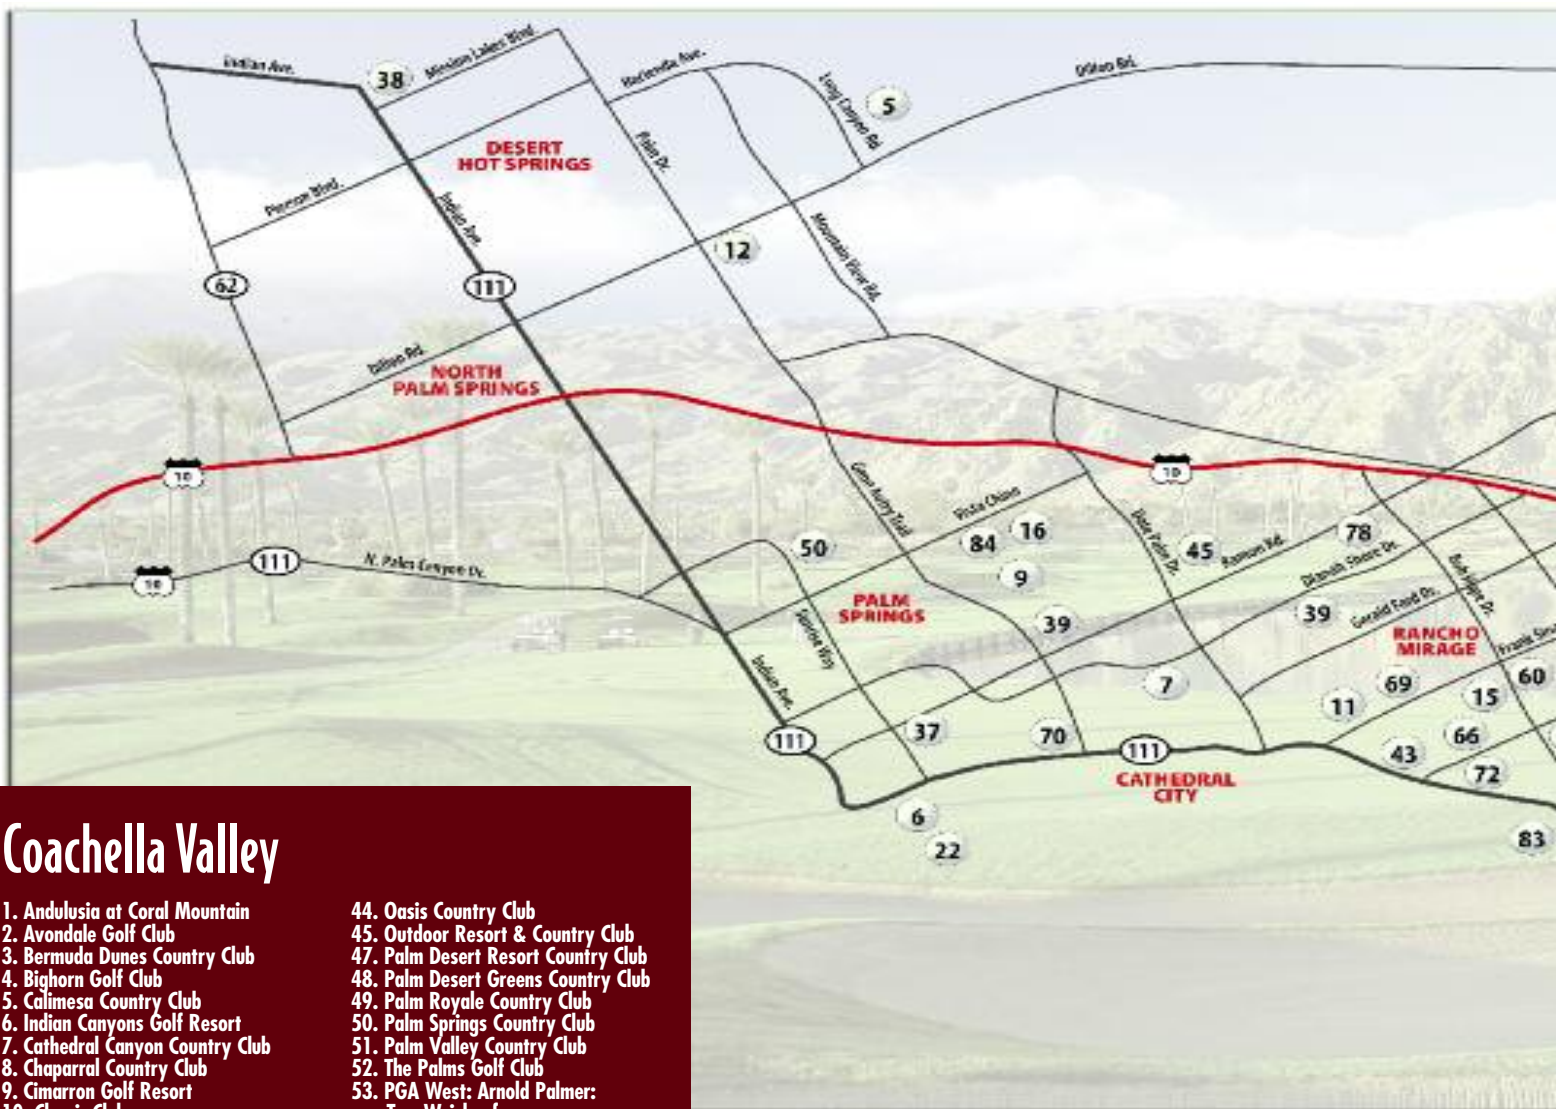 Indian Ave.
38
Mission Lakes Blvd.
Hacienda Ave.
Long Canyon Rd
5
Dillon Rd.
DESERT
HOT SPRINGS
Palm Dr.
Pierson Blvd.
Indian Ave.
12
Mountain View Rd.
62
111
Dillon Rd.
NORTH
PALM SPRINGS
10
10
Gene Autry Trail
Vista Chino
Date Palm Dr.
50
84
16
45
Ramon Rd.
78
Dinah Shore Dr.
Bob Hope Dr.
111
N. Palm Canyon Dr.
10
9
PALM
SPRINGS
Sunrise Way
39
39
Gerald Ford Dr.
RANCHO
MIRAGE
Indian Ave.
7
69
60
11
15
37
70
66
111
111
43
72
CATHEDRAL
CITY
6
22
83
Coachella Valley
1. Andulusia at Coral Mountain
2. Avondale Golf Club
3. Bermuda Dunes Country Club
4. Bighorn Golf Club
5. Calimesa Country Club
6. Indian Canyons Golf Resort
7. Cathedral Canyon Country Club
8. Chaparral Country Club
9. Cimarron Golf Resort
44. Oasis Country Club
45. Outdoor Resort & Country Club
47. Palm Desert Resort Country Club
48. Palm Desert Greens Country Club
49. Palm Royale Country Club
50. Palm Springs Country Club
51. Palm Valley Country Club
52. The Palms Golf Club
53. PGA West: Arnold Palmer: